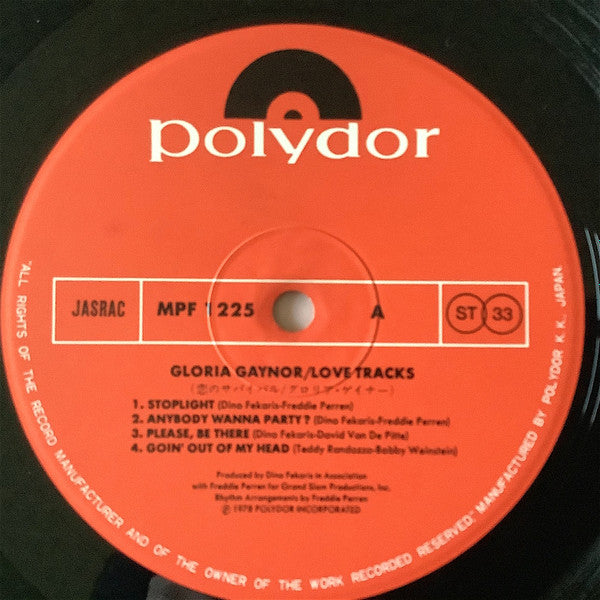 polydor
JASRAC
MPF 1225
A
ST 33
GLORIA GAYNOR/LOVE TRACKS
(恋のサバイバル/グロリア・ゲイナー)
1. STOPLIGHT (Dino Fekaris-Freddie Perren)
2. ANYBODY WANNA PARTY? (Dino Fekaris-Freddie Perren)
3. PLEASE, BE THERE (Dino Fekaris-David Van De Pitte)
4. GOIN' OUT OF MY HEAD (Teddy Randazzo-Bobby Weinstein)
Produced by Dino Fekaris in Association
with Freddie Perren for Grand Slam Productions, Inc.
Rhythm Arrangements by Freddie Perren
Ⓟ 1978 POLYDOR INCORPORATED
"ALL RIGHTS OF THE RECORD MANUFACTURER AND OF THE OWNER OF THE WORK RECORDED RESERVED" MANUFACTURED BY POLYDOR K.K., JAPAN.